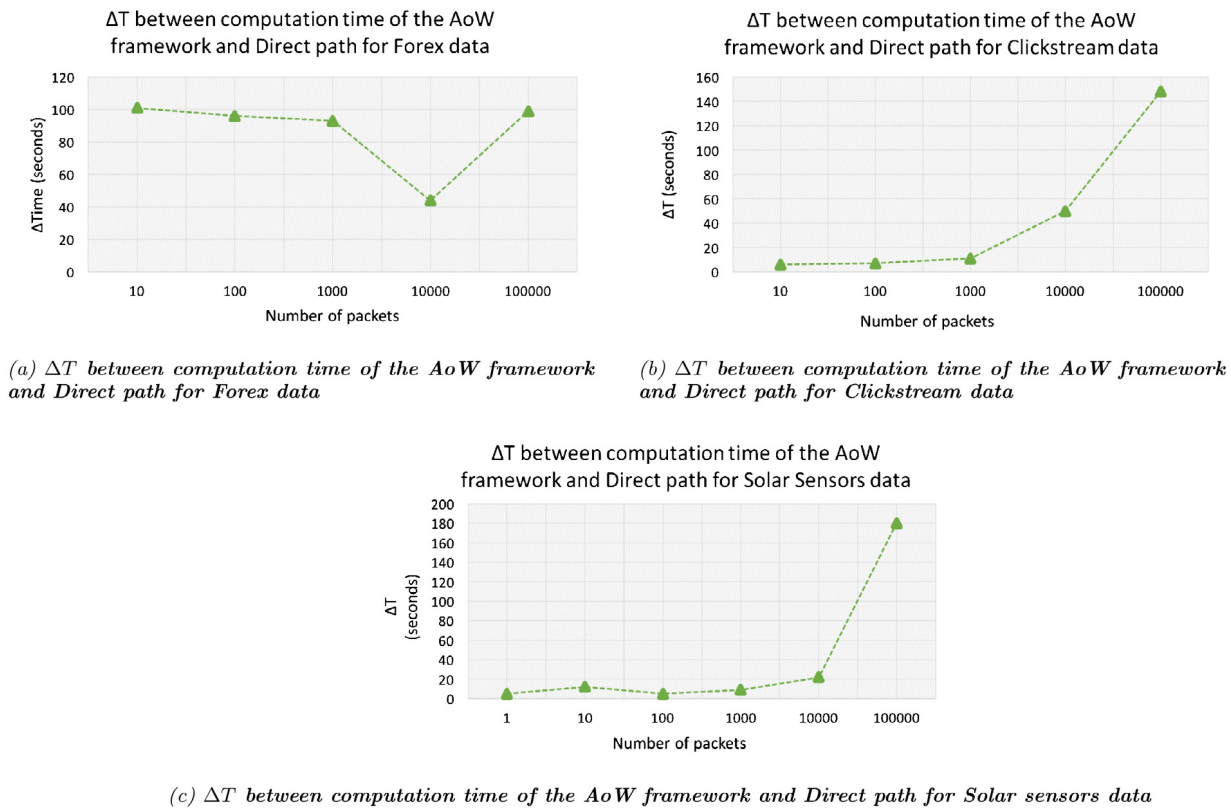 ΔT between computation time of the AoW
framework and Direct path for Forex data
120
100
80
60
40
20
0
ΔTime (seconds)
10 100 1000 10000 100000
Number of packets
(a) ΔT between computation time of the AoW framework
and Direct path for Forex data
ΔT between computation time of the AoW
framework and Direct path for Clickstream data
160
140
120
100
80
60
40
20
0
ΔT (seconds)
10 100 1000 10000 100000
Number of packets
(b) ΔT between computation time of the AoW framework
and Direct path for Clickstream data
ΔT between computation time of the AoW
framework and Direct path for Solar Sensors data
200
180
160
140
120
100
80
60
40
20
0
ΔT
(seconds)
1 10 100 1000 10000 100000
Number of packets
(c) ΔT between computation time of the AoW framework and Direct path for Solar sensors data